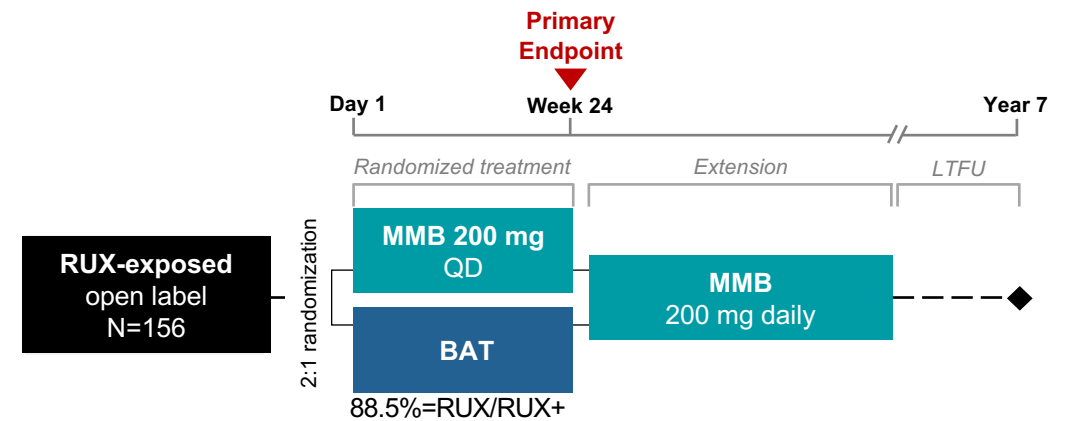 Primary
Endpoint
Day 1
Week 24
Year 7
Randomized treatment
Extension
LTFU
RUX-exposed
open label
N=156
2:1 randomization
MMB 200 mg
QD
BAT
88.5%=RUX/RUX+
MMB
200 mg daily